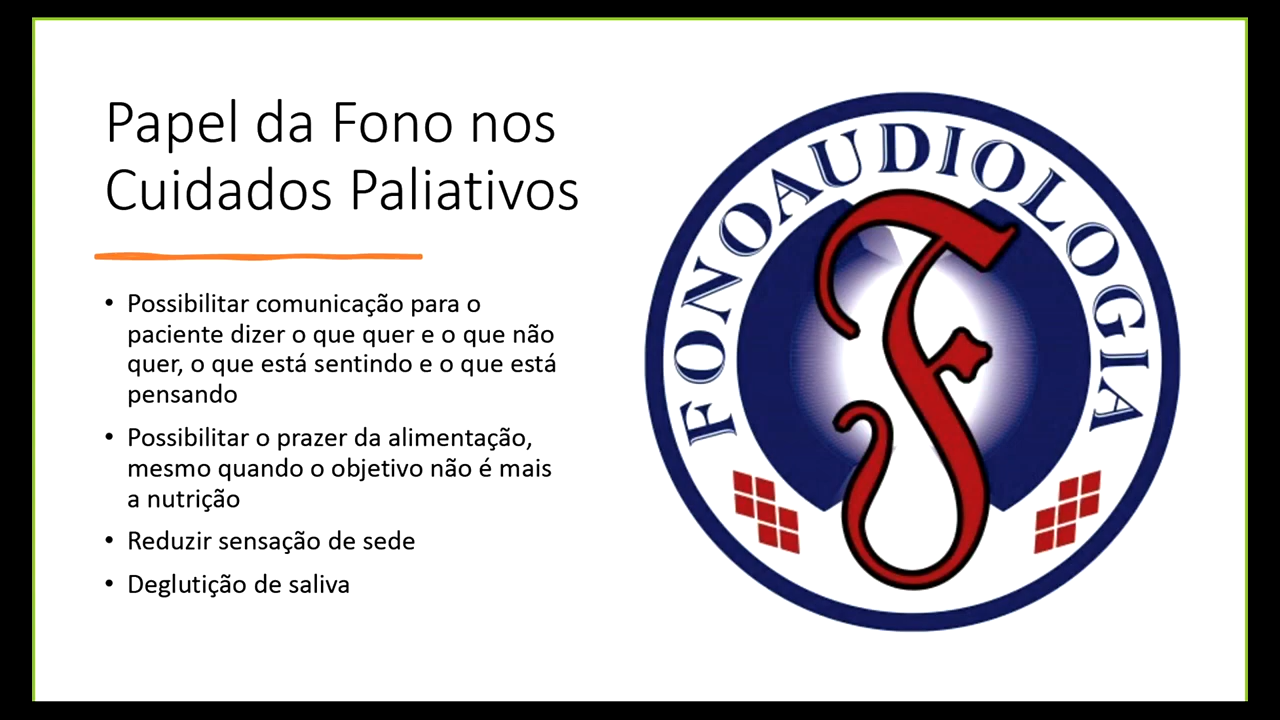 Papel da Fono nos
Cuidados Paliativos
• Possibilitar comunicação para o
paciente dizer o que quer e o que não
quer, o que está sentindo e o que está
pensando
• Possibilitar o prazer da alimentação,
mesmo quando o objetivo não é mais
a nutrição
• Reduzir sensação de sede
• Deglutição de saliva
FONOAUDIOLOGIA
F